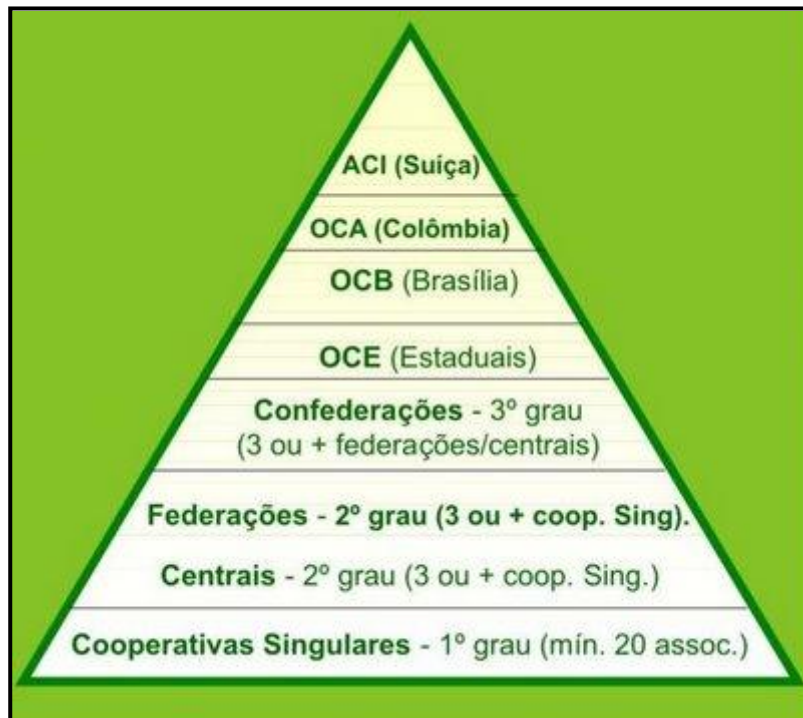 ACI (Suíça)
OCA (Colômbia)
OCB (Brasília)
OCE (Estaduais)
Confederações - 3º grau
(3 ou + federações/centrais)
Federações - 2º grau (3 ou + coop. Sing).
Centrais - 2º grau (3 ou + coop. Sing.)
Cooperativas Singulares - 1º grau (mín. 20 assoc.)